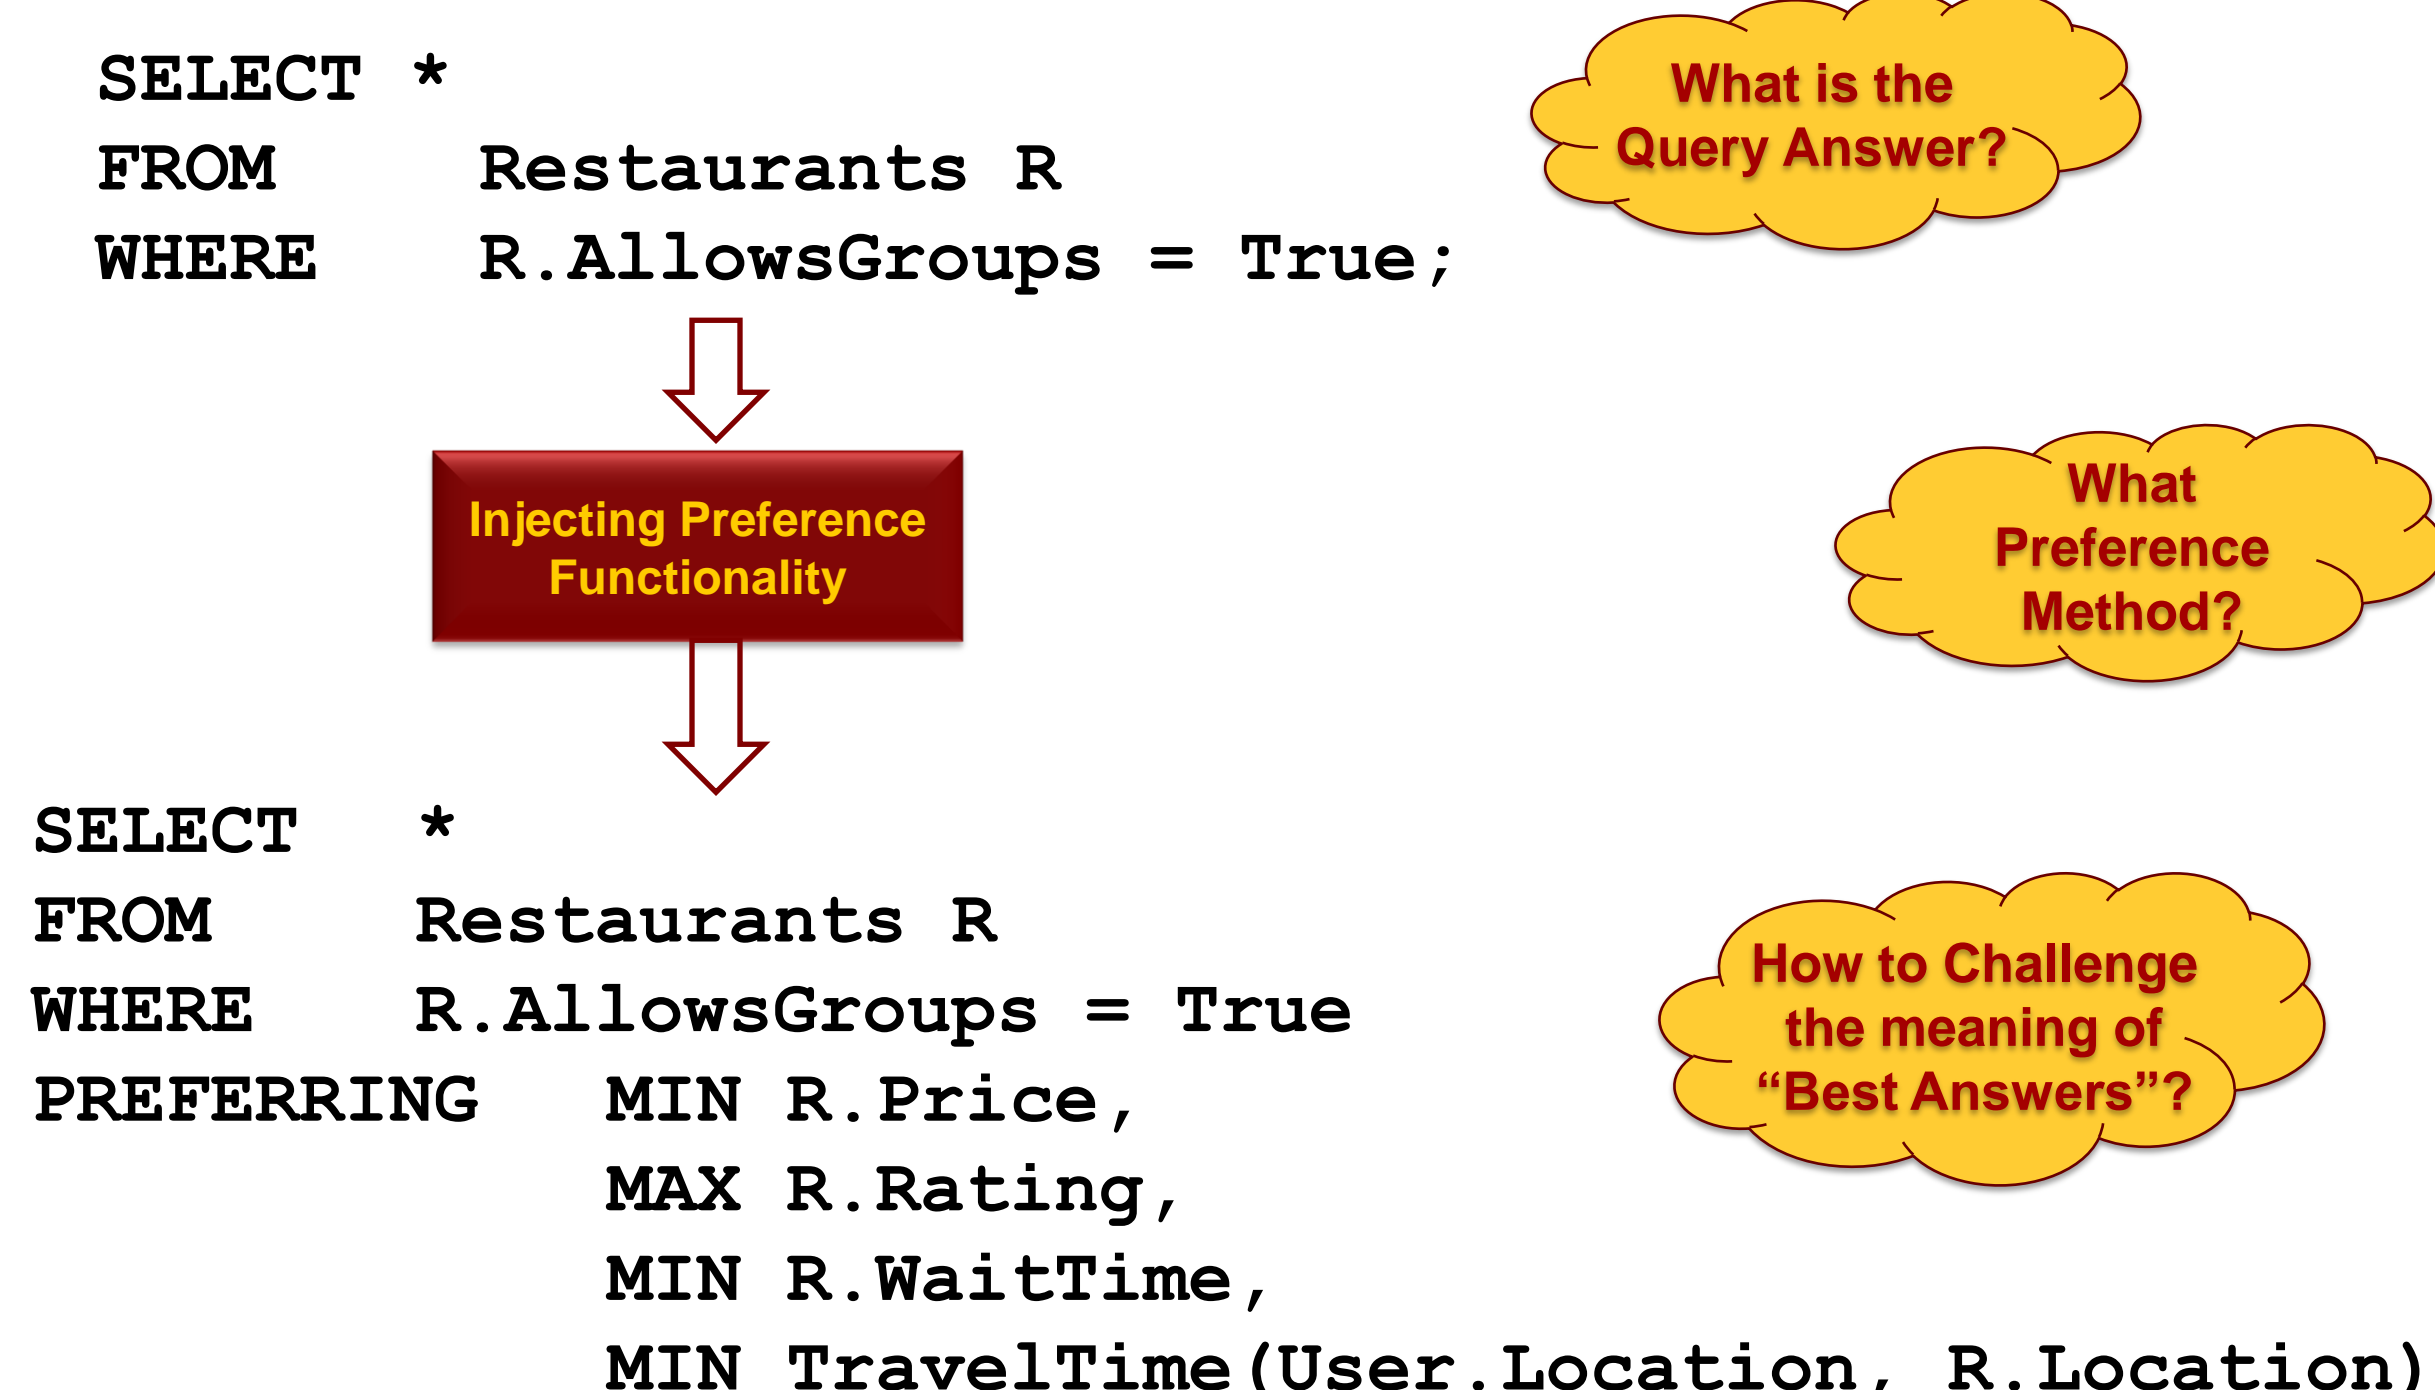 SELECT *
FROM Restaurants R
WHERE R.AllowsGroups = True;
What is the
Query Answer?
Injecting Preference
Functionality
What
Preference
Method?
SELECT *
FROM Restaurants R
WHERE R.AllowsGroups = True
PREFERRING MIN R.Price,
MAX R.Rating,
MIN R.WaitTime,
MIN TravelTime(User.Location, R.Location)
How to Challenge
the meaning of
“Best Answers”?